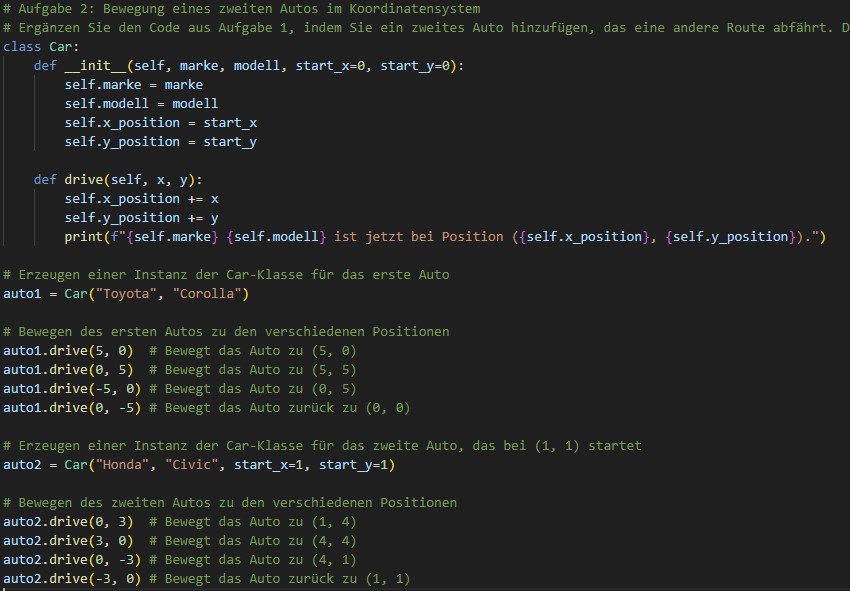 # Aufgabe 2: Bewegung eines zweiten Autos im Koordinatensystem
# Ergänzen Sie den Code aus Aufgabe 1, indem Sie ein zweites Auto hinzufügen, das eine andere Route abfährt. D
class Car:
    def __init__(self, marke, modell, start_x=0, start_y=0):
        self.marke = marke
        self.modell = modell
        self.x_position = start_x
        self.y_position = start_y

    def drive(self, x, y):
        self.x_position += x
        self.y_position += y
        print(f"{self.marke} {self.modell} ist jetzt bei Position ({self.x_position}, {self.y_position}).")

# Erzeugen einer Instanz der Car-Klasse für das erste Auto
auto1 = Car("Toyota", "Corolla")

# Bewegen des ersten Autos zu den verschiedenen Positionen
auto1.drive(5, 0)  # Bewegt das Auto zu (5, 0)
auto1.drive(0, 5)  # Bewegt das Auto zu (5, 5)
auto1.drive(-5, 0) # Bewegt das Auto zu (0, 5)
auto1.drive(0, -5) # Bewegt das Auto zurück zu (0, 0)

# Erzeugen einer Instanz der Car-Klasse für das zweite Auto, das bei (1, 1) startet
auto2 = Car("Honda", "Civic", start_x=1, start_y=1)

# Bewegen des zweiten Autos zu den verschiedenen Positionen
auto2.drive(0, 3)  # Bewegt das Auto zu (1, 4)
auto2.drive(3, 0)  # Bewegt das Auto zu (4, 4)
auto2.drive(0, -3) # Bewegt das Auto zu (4, 1)
auto2.drive(-3, 0) # Bewegt das Auto zurück zu (1, 1)